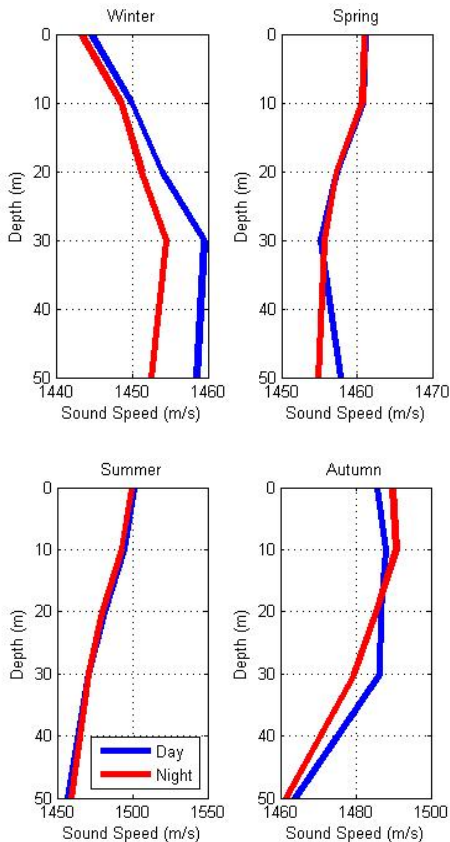 Winter
0
10
20
30
40
50
Depth (m)
1440 1450 1460
Sound Speed (m/s)
Spring
0
10
20
30
40
50
Depth (m)
1450 1460 1470
Sound Speed (m/s)
Summer
0
10
20
30
40
50
Depth (m)
Day
Night
1450 1500 1550
Sound Speed (m/s)
Autumn
0
10
20
30
40
50
Depth (m)
1460 1480 1500
Sound Speed (m/s)